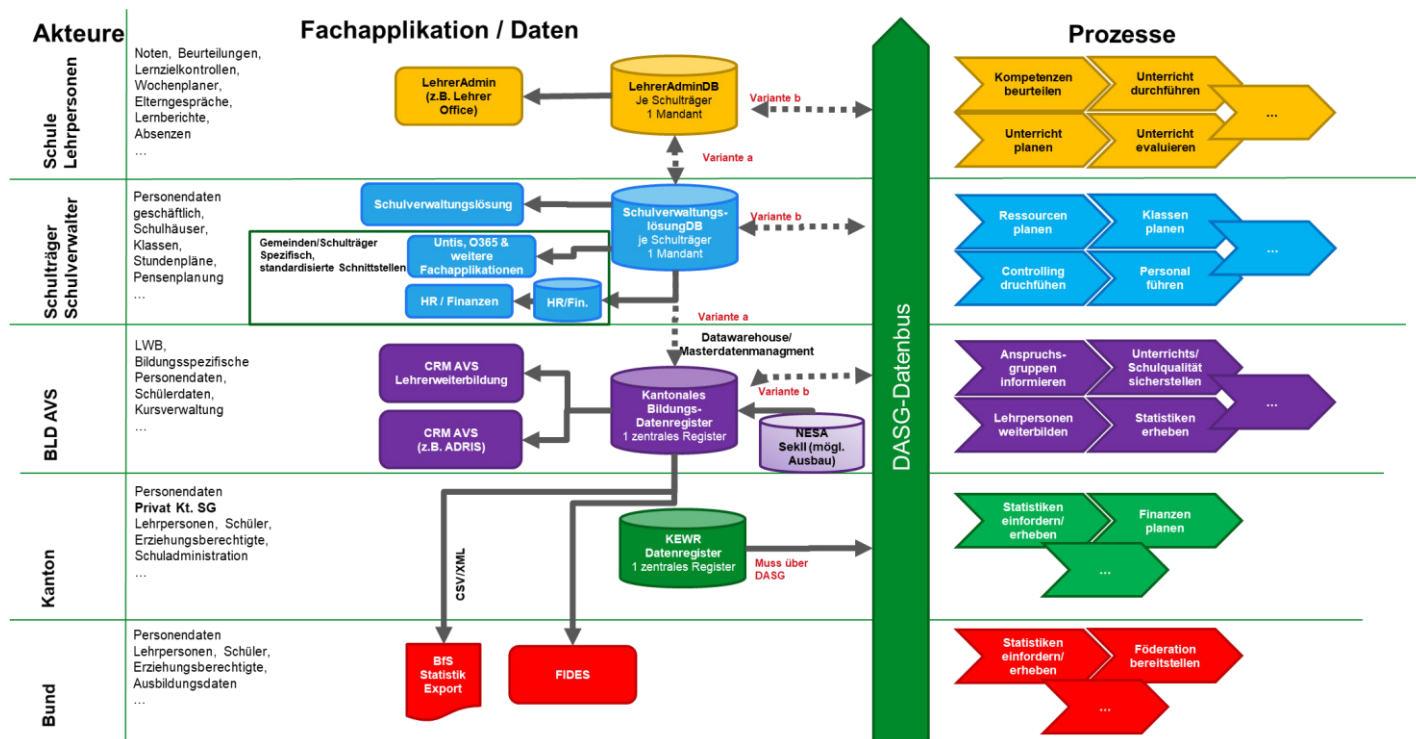 Akteure
Fachapplikation / Daten
Prozesse
Schule
Lehrpersonen
Noten, Beurteilungen,
Lernzielkontrollen,
Wochenplaner,
Elterngespräche,
Lernberichte,
Absenzen
...
LehrerAdmin
(z.B. Lehrer
Office)
LehrerAdminDB
Je Schulträger
1 Mandant
Variante b
Variante a
Kompetenzen
beurteilen
Unterricht
durchführen
...
Unterricht
planen
Unterricht
evaluieren
Schulträger
Schulverwalter
Personendaten
geschäftlich,
Schulhäuser,
Klassen,
Stundenpläne,
Pensenplanung
...
Schulverwaltungslösung
Schulverwaltungs-
lösungDB
je Schulträger
1 Mandant
Variante b
Gemeinden/Schulträger
Spezifisch,
standardisierte Schnittstellen
Untis, O365 &
weitere
Fachapplikationen
HR / Finanzen
HR/Fin.
Variante a
Ressourcen
planen
Klassen
planen
...
Controlling
druchfühen
Personal
führen
DASG-Datenbus
BLD AVS
LWB,
Bildungsspezifische
Personendaten,
Schülerdaten,
Kursverwaltung
...
Datawarehouse/
Masterdatenmanagment
CRM AVS
Lehrerweiterbildung
CRM AVS
(z.B. ADRIS)
Kantonales
Bildungs-
Datenregister
1 zentrales Register
Variante b
NESA
SekII (mögl.
Ausbau)
Anspruchs-
gruppen
informieren
Unterrichts/
Schulqualität
sicherstellen
...
Lehrpersonen
weiterbilden
Statistiken
erheben
Kanton
Personendaten
Privat Kt. SG
Lehrpersonen, Schüler,
Erziehungsberechtigte,
Schuladministration
...
CSV/XML
KEWR
Datenregister
1 zentrales Register
Muss über
DASG
Statistiken
einfordern/
erheben
Finanzen
planen
...
Bund
Personendaten
Lehrpersonen, Schüler,
Erziehungsberechtigte,
Ausbildungsdaten
...
BfS
Statistik
Export
FIDES
Statistiken
einfordern/
erheben
Föderation
bereitstellen
...